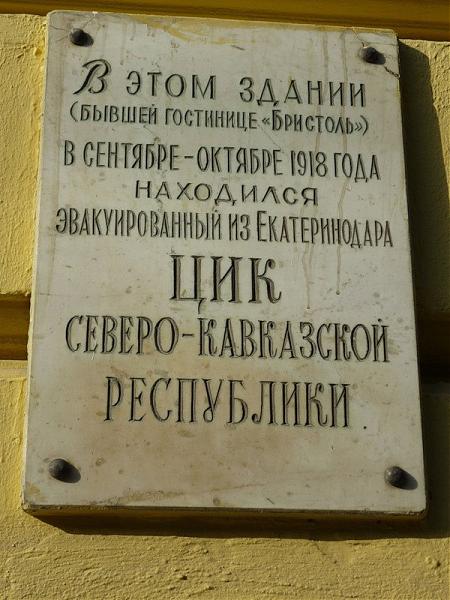 В ЭТОМ ЗДАНИИ
(БЫВШЕЙ ГОСТИНИЦЕ «БРИСТОЛЬ»)
В СЕНТЯБРЕ-ОКТЯБРЕ 1918 ГОДА
НАХОДИЛСЯ
ЭВАКУИРОВАННЫЙ ИЗ ЕКАТЕРИНОДАРА
ЦИК
СЕВЕРО-КАВКАЗСКОЙ
РЕСПУБЛИКИ